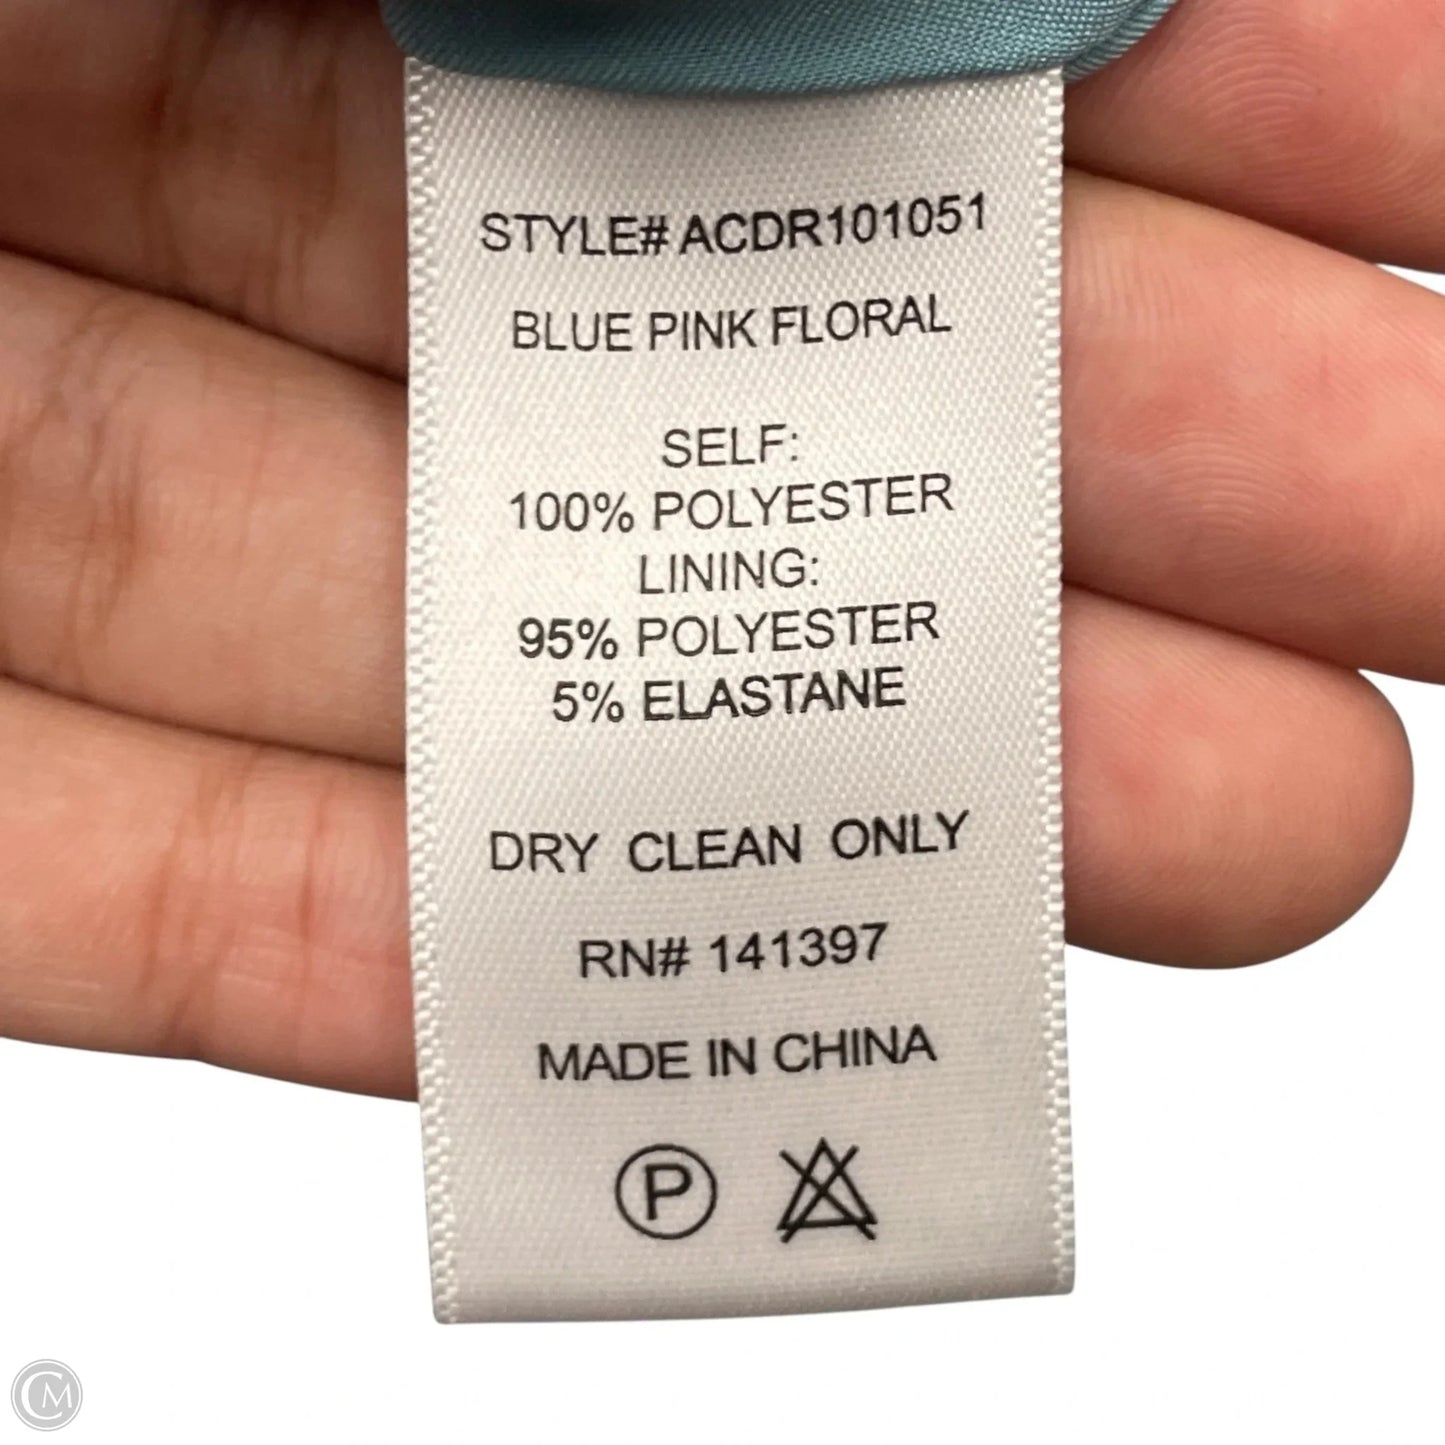 STYLE# ACDR101051
BLUE PINK FLORAL
SELF:
100% POLYESTER
LINING:
95% POLYESTER
5% ELASTANE
DRY CLEAN ONLY
RN# 141397
MADE IN CHINA
P
CM